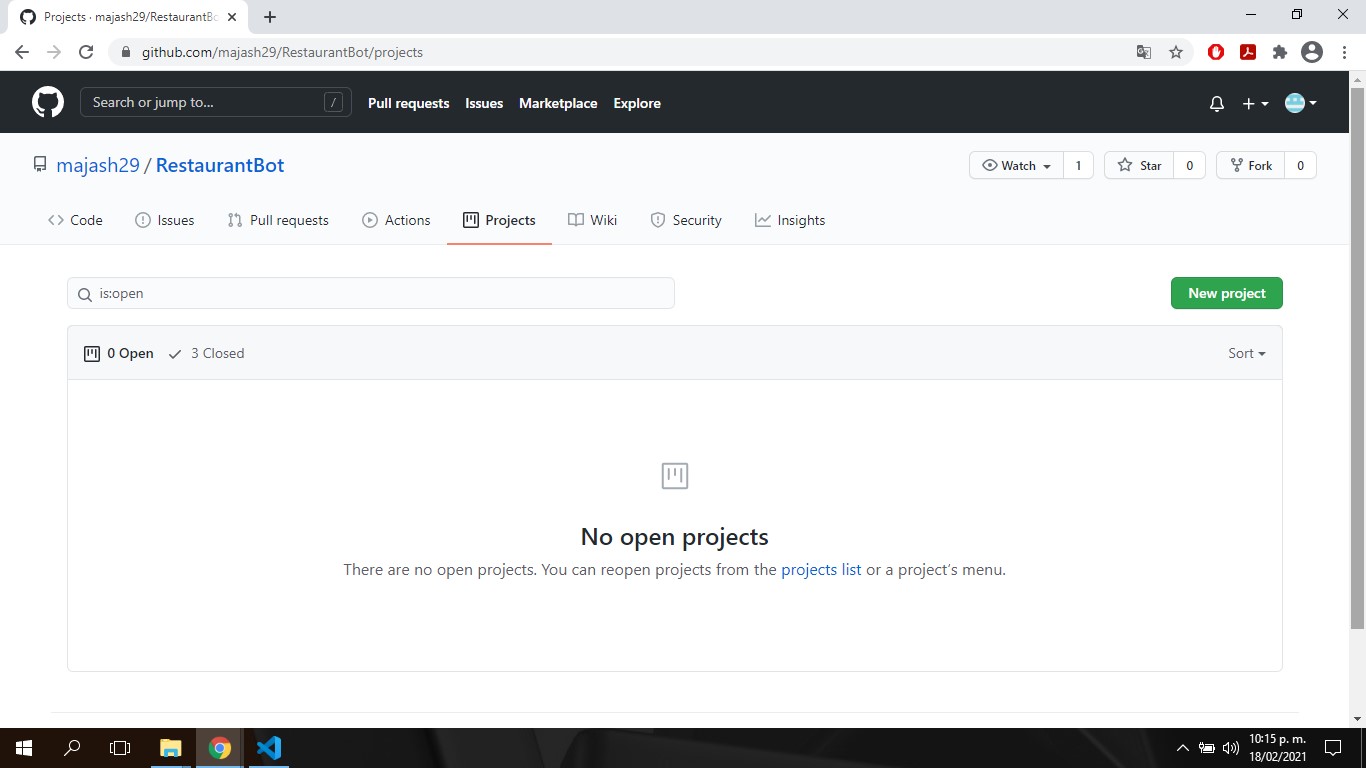 Projects · majash29/RestaurantBo
github.com/majash29/RestaurantBot/projects
Search or jump to...
/
Pull requests
Issues
Marketplace
Explore
majash29 / RestaurantBot
Watch
1
Star
0
Fork
0
Code
Issues
Pull requests
Actions
Projects
Wiki
Security
Insights
is:open
New project
0 Open
3 Closed
Sort
No open projects
There are no open projects. You can reopen projects from the projects list or a project's menu.
10:15 p. m.
18/02/2021